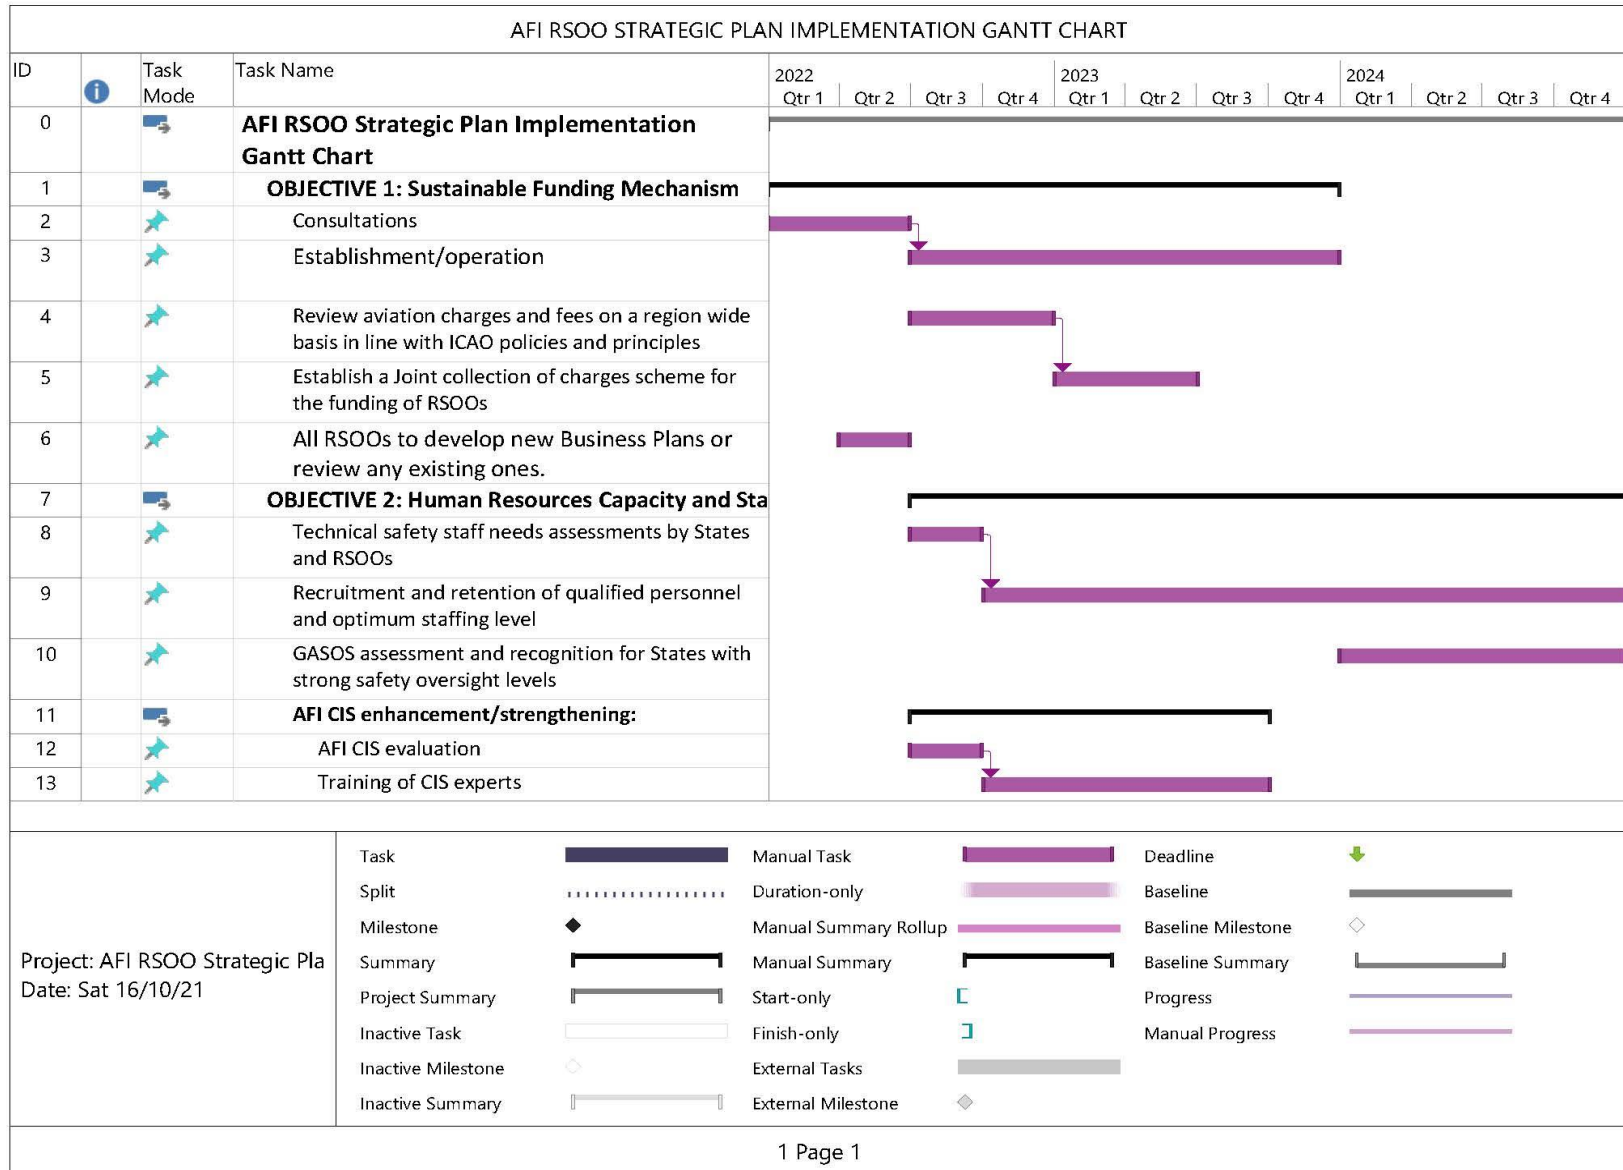 AFI RSOO STRATEGIC PLAN IMPLEMENTATION GANTT CHART
ID
Task Mode
Task Name
2022
2023
2024
Qtr 1 Qtr 2 Qtr 3 Qtr 4 Qtr 1 Qtr 2 Qtr 3 Qtr 4 Qtr 1 Qtr 2 Qtr 3 Qtr 4
0 AFI RSOO Strategic Plan Implementation
Gantt Chart
1 OBJECTIVE 1: Sustainable Funding Mechanism
2 Consultations
3 Establishment/operation
4 Review aviation charges and fees on a region wide
basis in line with ICAO policies and principles
5 Establish a Joint collection of charges scheme for
the funding of RSOOs
6 All RSOOs to develop new Business Plans or
review any existing ones.
7 OBJECTIVE 2: Human Resources Capacity and Sta
8 Technical safety staff needs assessments by States
and RSOOs
9 Recruitment and retention of qualified personnel
and optimum staffing level
10 GASOS assessment and recognition for States with
strong safety oversight levels
11 AFI CIS enhancement/strengthening:
12 AFI CIS evaluation
13 Training of CIS experts
Project: AFI RSOO Strategic Pla
Date: Sat 16/10/21
Task
Split
Milestone
Summary
Project Summary
Inactive Task
Inactive Milestone
Inactive Summary
Manual Task
Duration-only
Manual Summary Rollup
Manual Summary
Start-only
Finish-only
External Tasks
External Milestone
Deadline
Baseline
Baseline Milestone
Baseline Summary
Progress
Manual Progress
1 Page 1